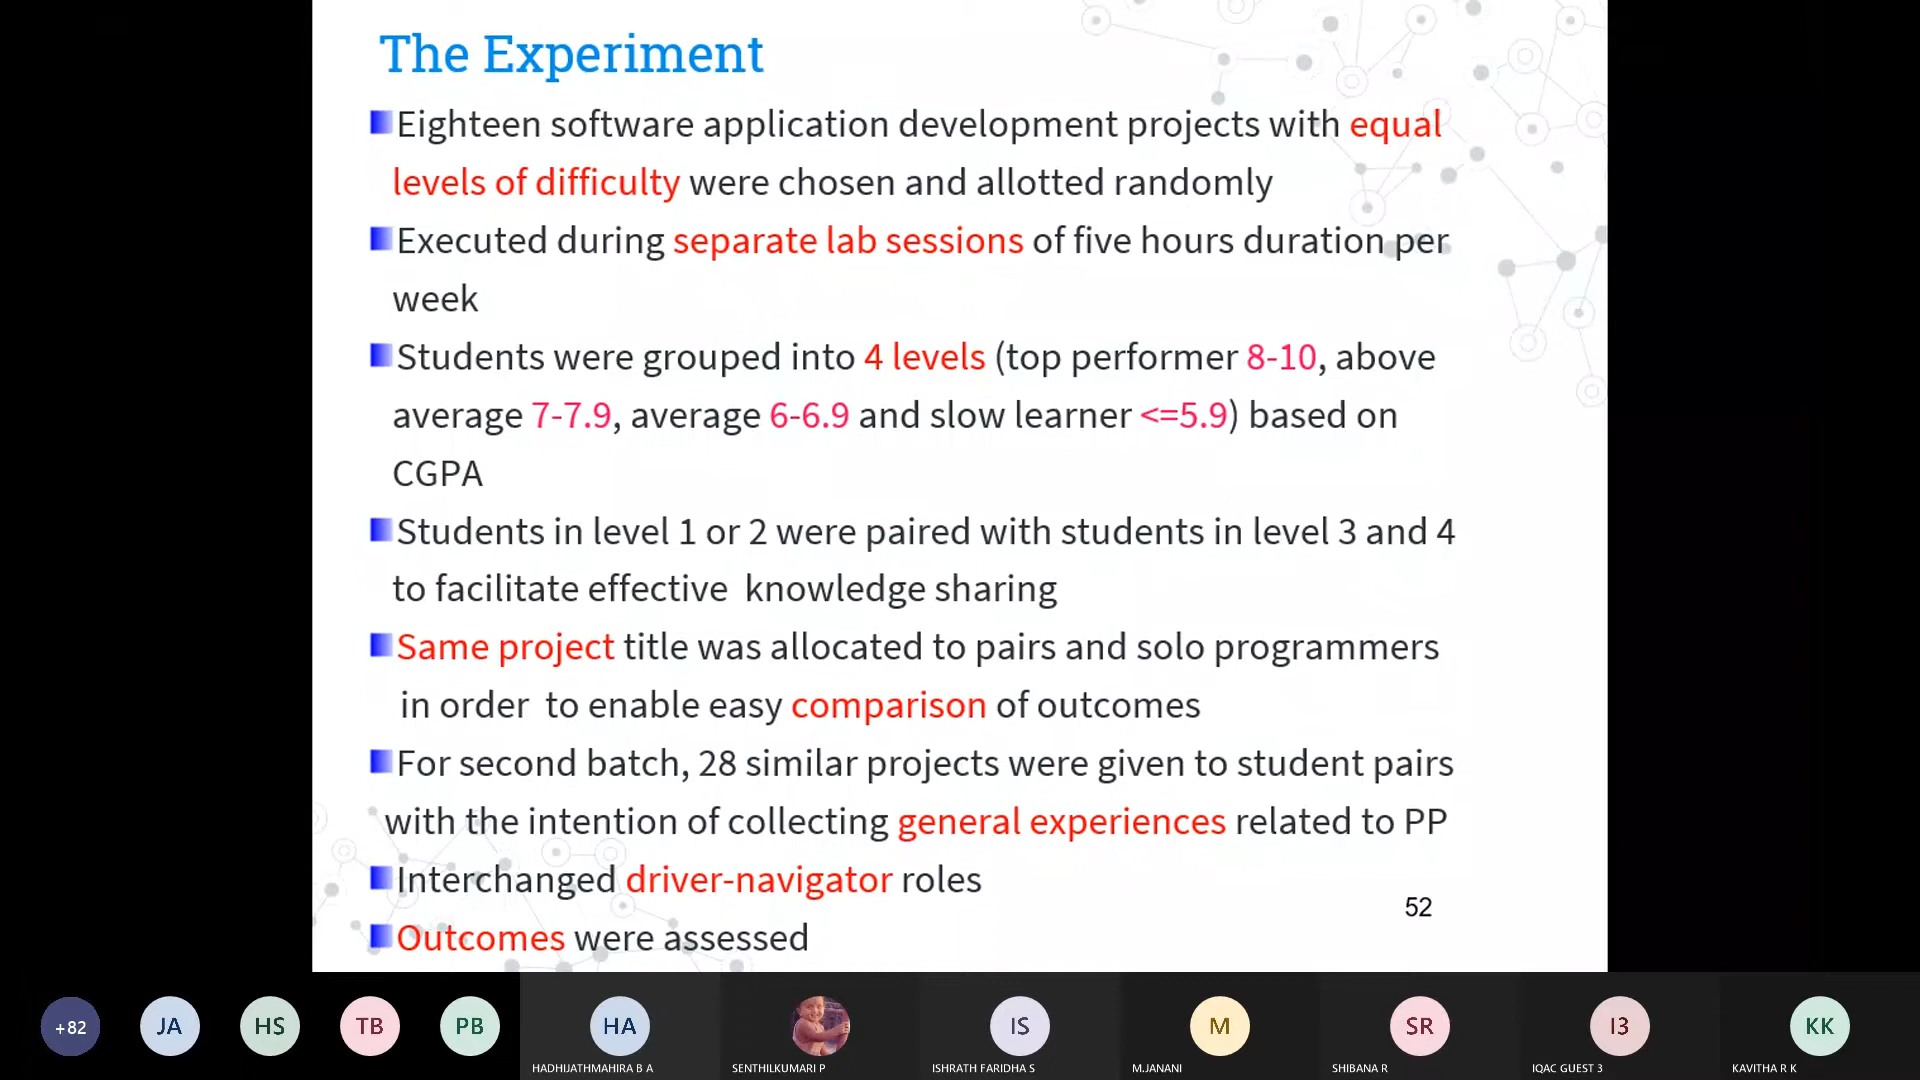 The Experiment
Eighteen software application development projects with equal
levels of difficulty were chosen and allotted randomly
Executed during separate lab sessions of five hours duration per
week
Students were grouped into 4 levels (top performer 8-10, above
average 7-7.9, average 6-6.9 and slow learner <=5.9) based on
CGPA
Students in level 1 or 2 were paired with students in level 3 and 4
to facilitate effective  knowledge sharing
Same project title was allocated to pairs and solo programmers
in order  to enable easy comparison of outcomes
For second batch, 28 similar projects were given to student pairs
with the intention of collecting general experiences related to PP
Interchanged driver-navigator roles
52
Outcomes were assessed
+82 JA HS TB PB HA IS M SR I3 KK
HADHIJATHMAHIRA B A SENTHILKUMARI P ISHRATH FARIDHA S M.JANANI SHIBANA R IQAC GUEST 3 KAVITHA R K